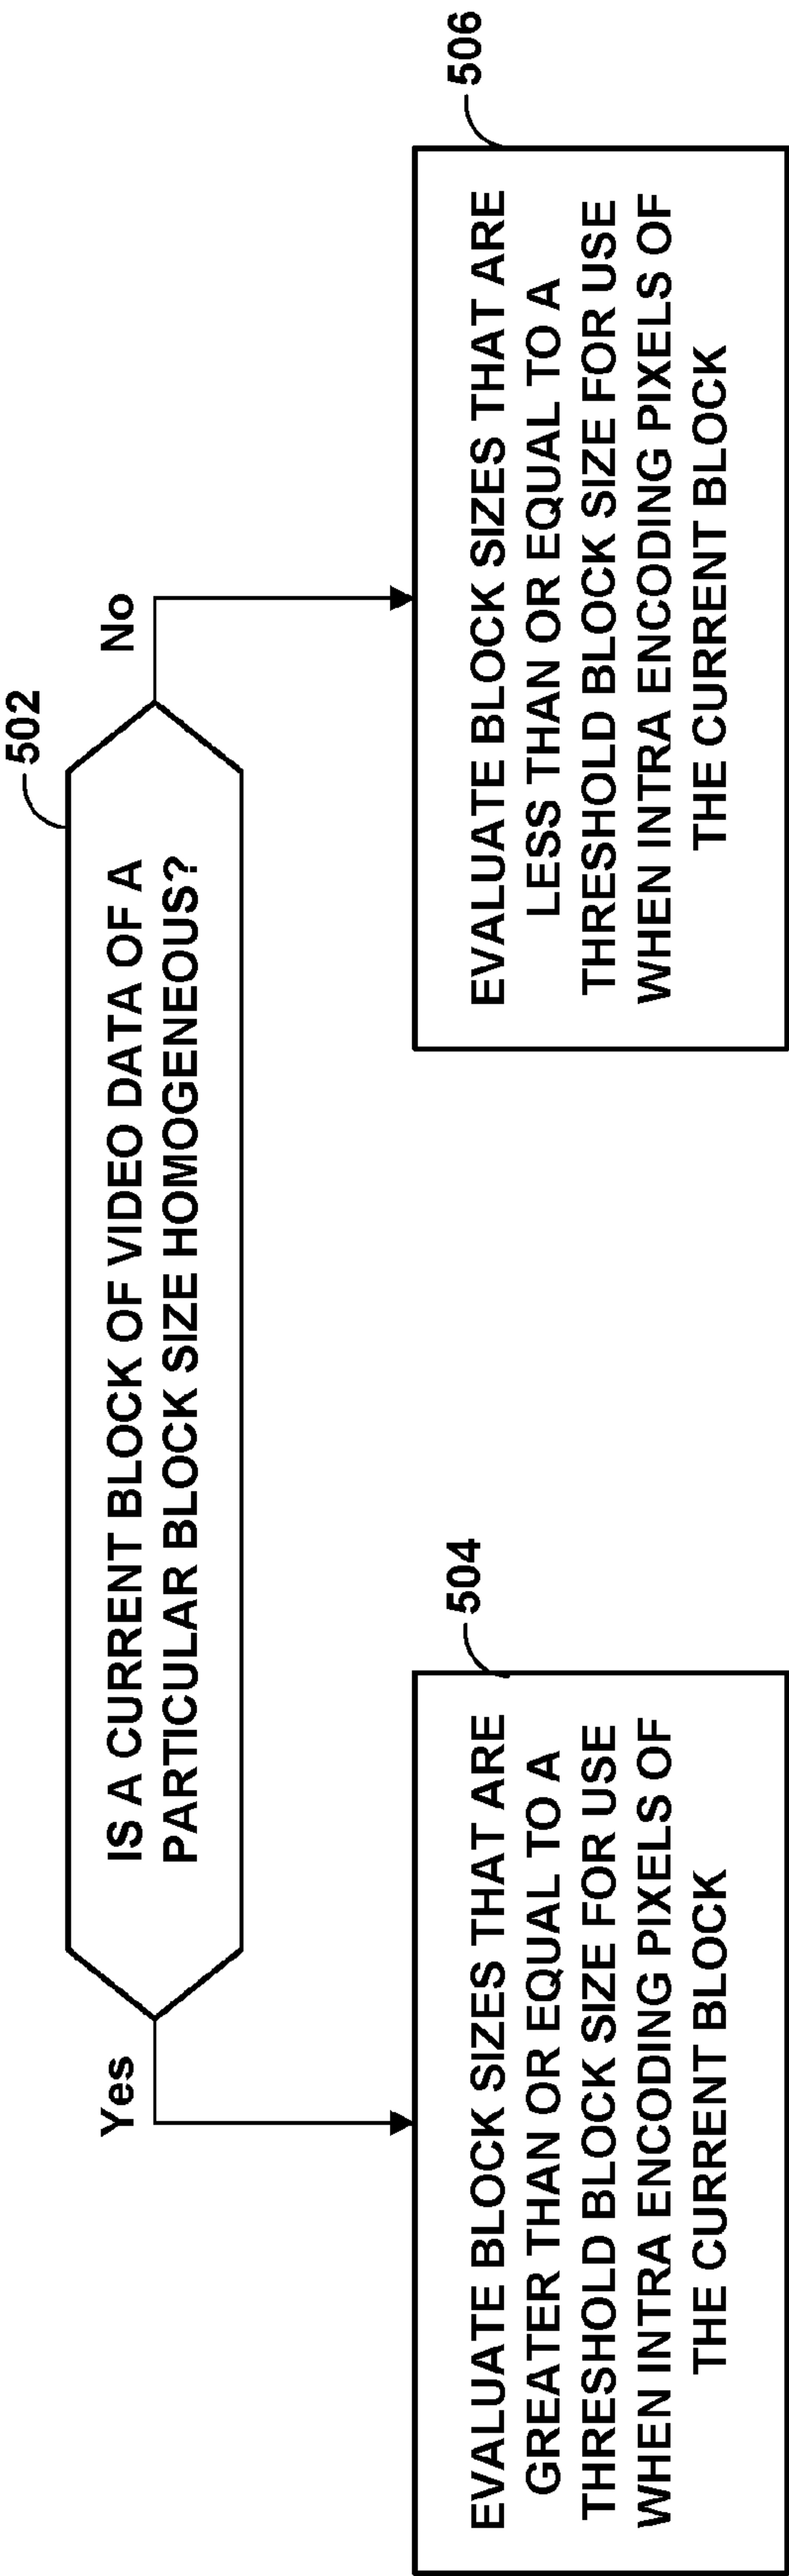 502
IS A CURRENT BLOCK OF VIDEO DATA OF A
PARTICULAR BLOCK SIZE HOMOGENEOUS?
Yes
No
504
EVALUATE BLOCK SIZES THAT ARE
GREATER THAN OR EQUAL TO A
THRESHOLD BLOCK SIZE FOR USE
WHEN INTRA ENCODING PIXELS OF
THE CURRENT BLOCK
506
EVALUATE BLOCK SIZES THAT ARE
LESS THAN OR EQUAL TO A
THRESHOLD BLOCK SIZE FOR USE
WHEN INTRA ENCODING PIXELS OF
THE CURRENT BLOCK